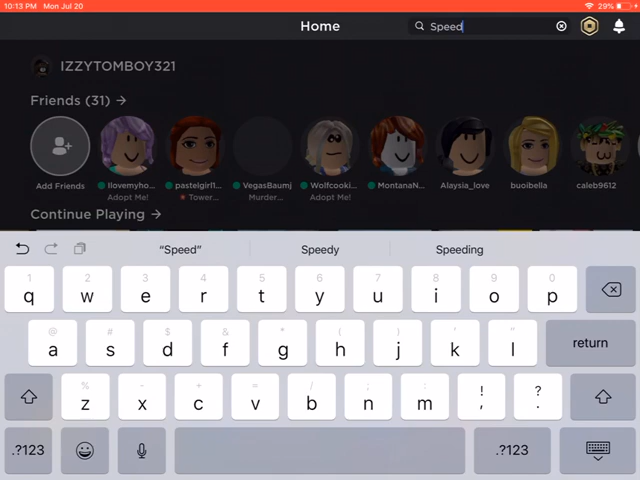 10:13 PM Mon Jul 20
29%
Home
Speed
IZZYTOMBOY321
Friends (31) →
Add Friends
Ilovemyho...
Adopt Me!
pastelgirl1...
Tower...
VegasBaumj
Murder...
Wolfcooki...
Adopt Me!
MontanaN...
Alaysia_love
buoibella
caleb9612
Continue Playing →
“Speed”
Speedy
Speeding
1 2 3 4 5 6 7 8 9 0
q w e r t y u i o p
@ # $ & * ( ) ' "
a s d f g h j k l return
% - + = / ; : ! ?
z x c v b n m , .
.?123 .?123